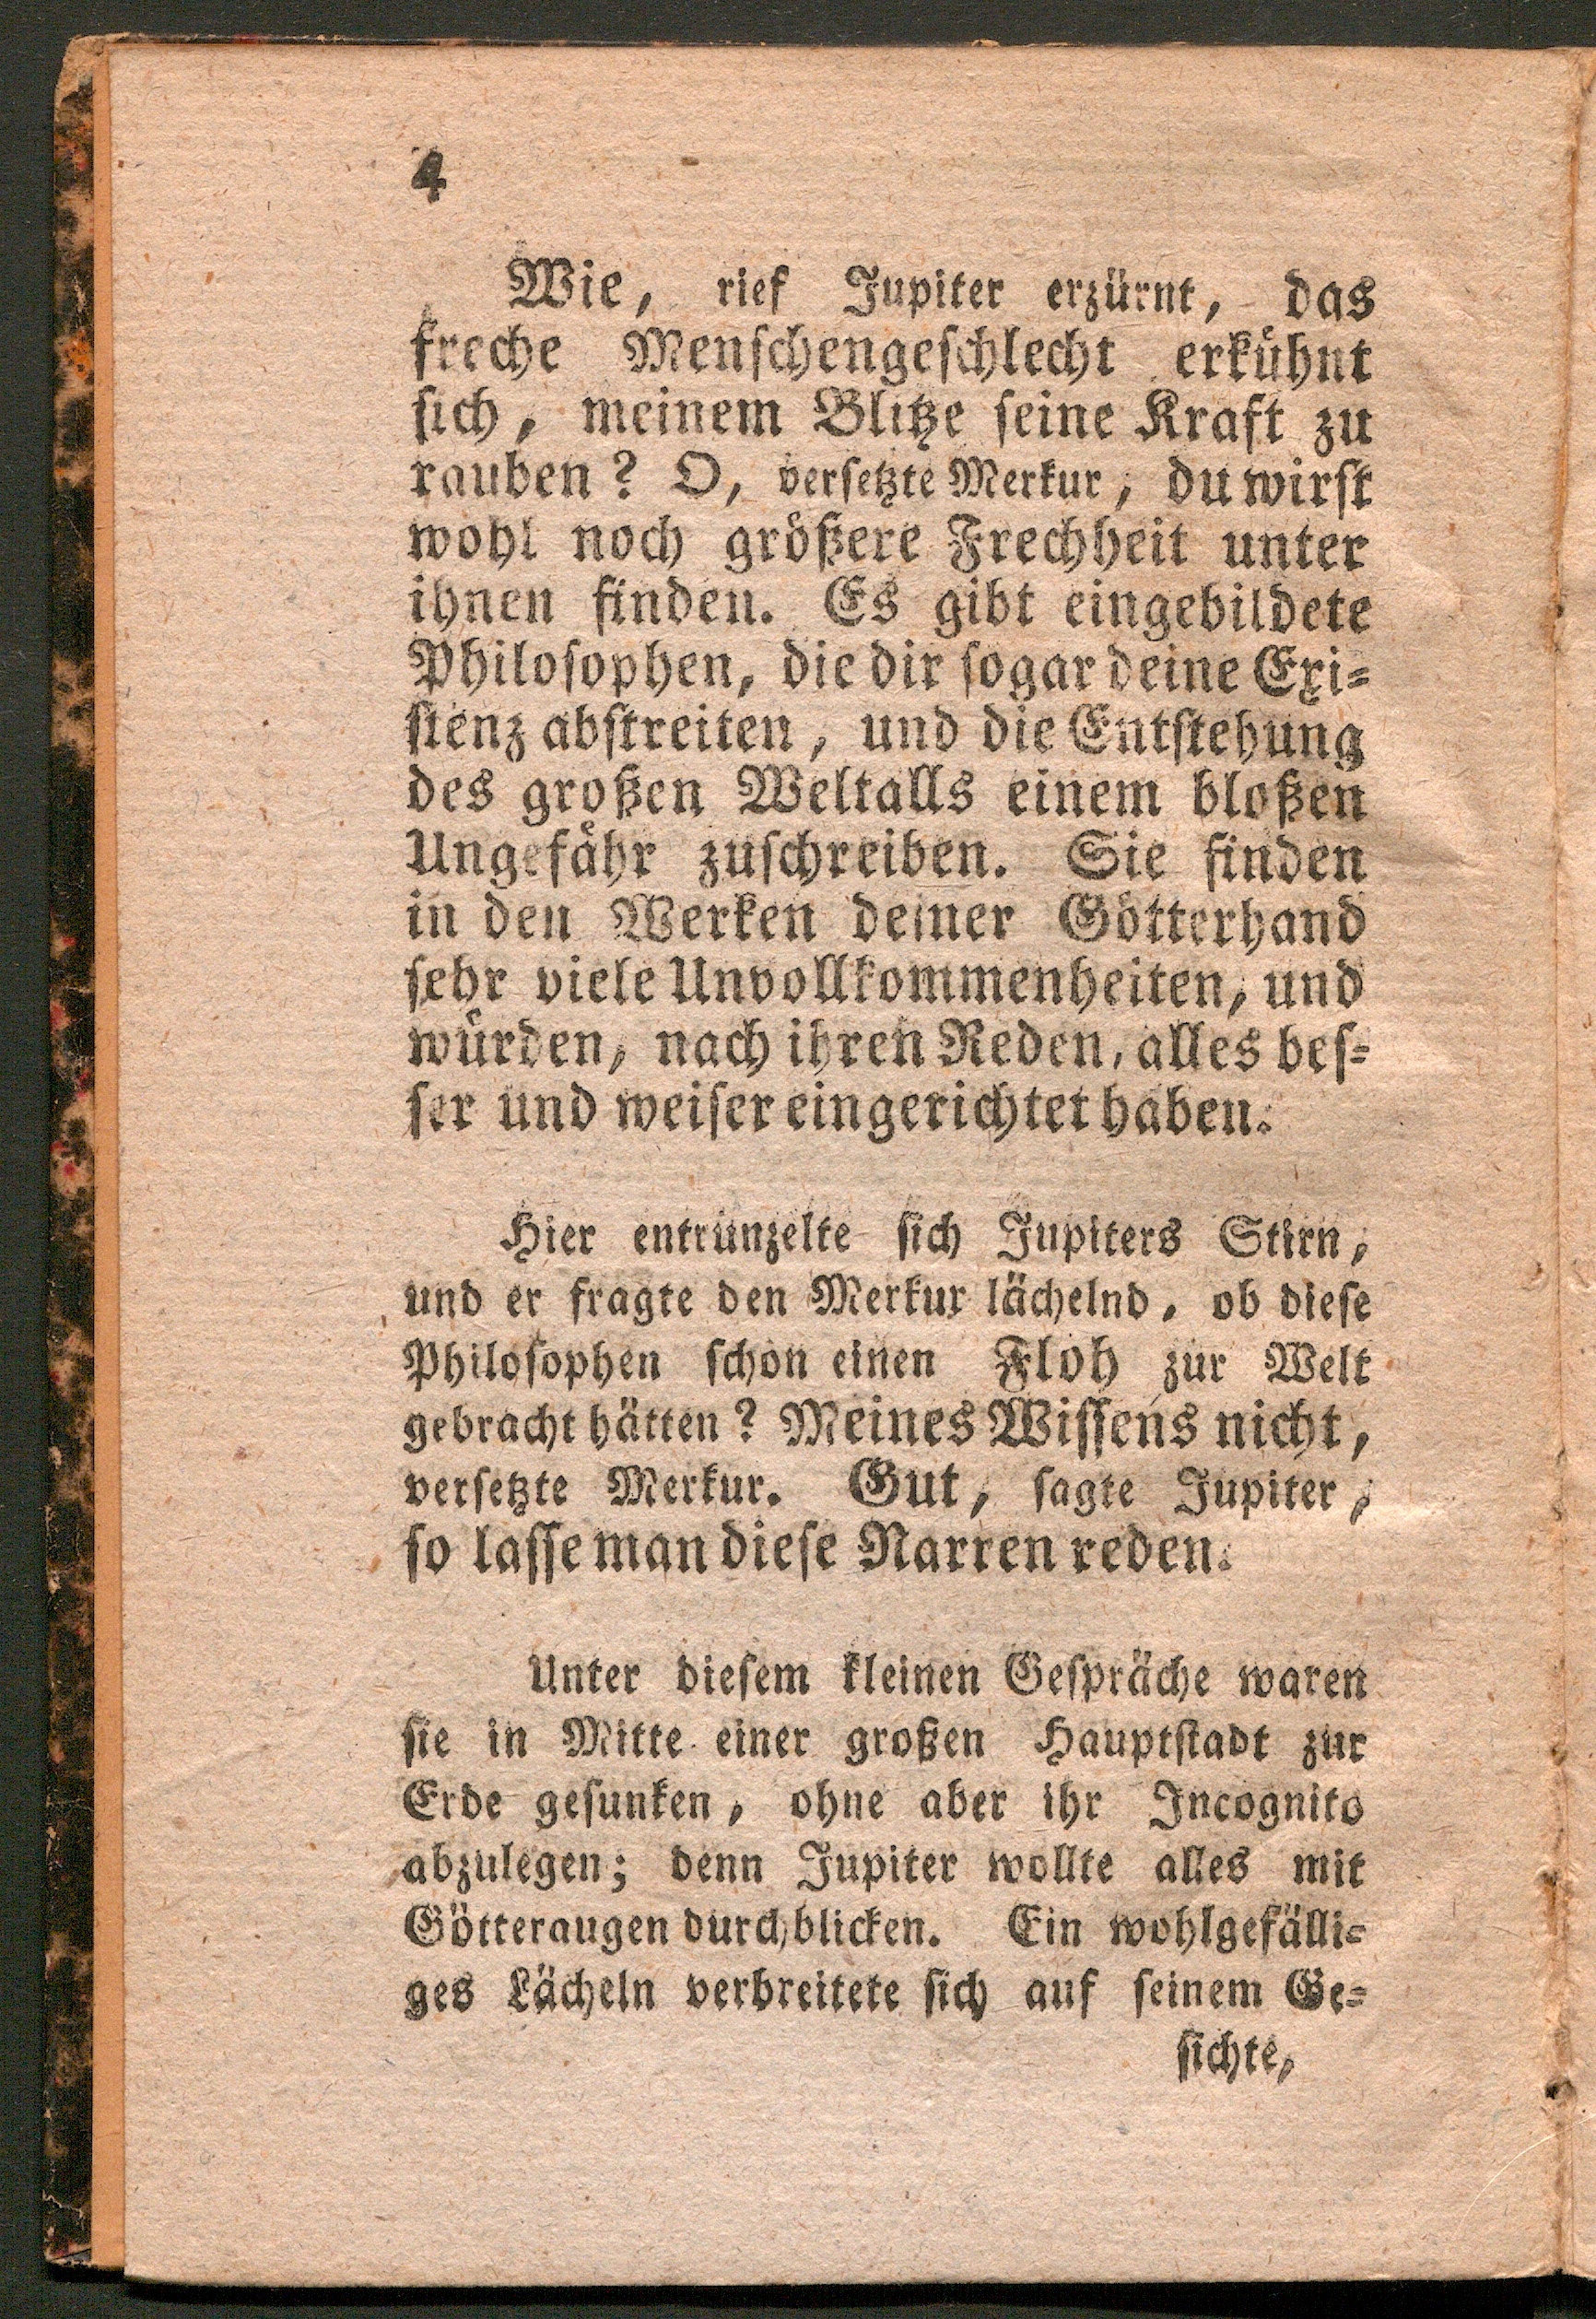 4
Wie, rief Jupiter erzürnt, das
freche Menschengeschlecht erkühnt
sich, meinem Blitze seine Kraft zu
rauben? O, versetzte Merkur, du wirst
wohl noch größere Frechheit unter
ihnen finden. Es gibt eingebildete
Philosophen, die dir sogar deine Exi=
stenz abstreiten, und die Entstehung
des großen Weltalls einem bloßen
Ungefähr zuschreiben. Sie finden
in den Werken deiner Götterhand
sehr viele Unvollkommenheiten, und
würden, nach ihren Reden, alles bes=
ser und weiser eingerichtet haben.
Hier entrunzelte sich Jupiters Stirn,
und er fragte den Merkur lächelnd, ob diese
Philosophen schon einen Floh zur Welt
gebracht hätten? Meines Wissens nicht,
versetzte Merkur. Gut, sagte Jupiter,
so lasse man diese Narren reden.
Unter diesem kleinen Gespräche waren
sie in Mitte einer großen Hauptstadt zur
Erde gesunken, ohne aber ihr Incognito
abzulegen; denn Jupiter wollte alles mit
Götteraugen durchblicken. Ein wohlgefälli=
ges Lächeln verbreitete sich auf seinem Ge=
sichte,